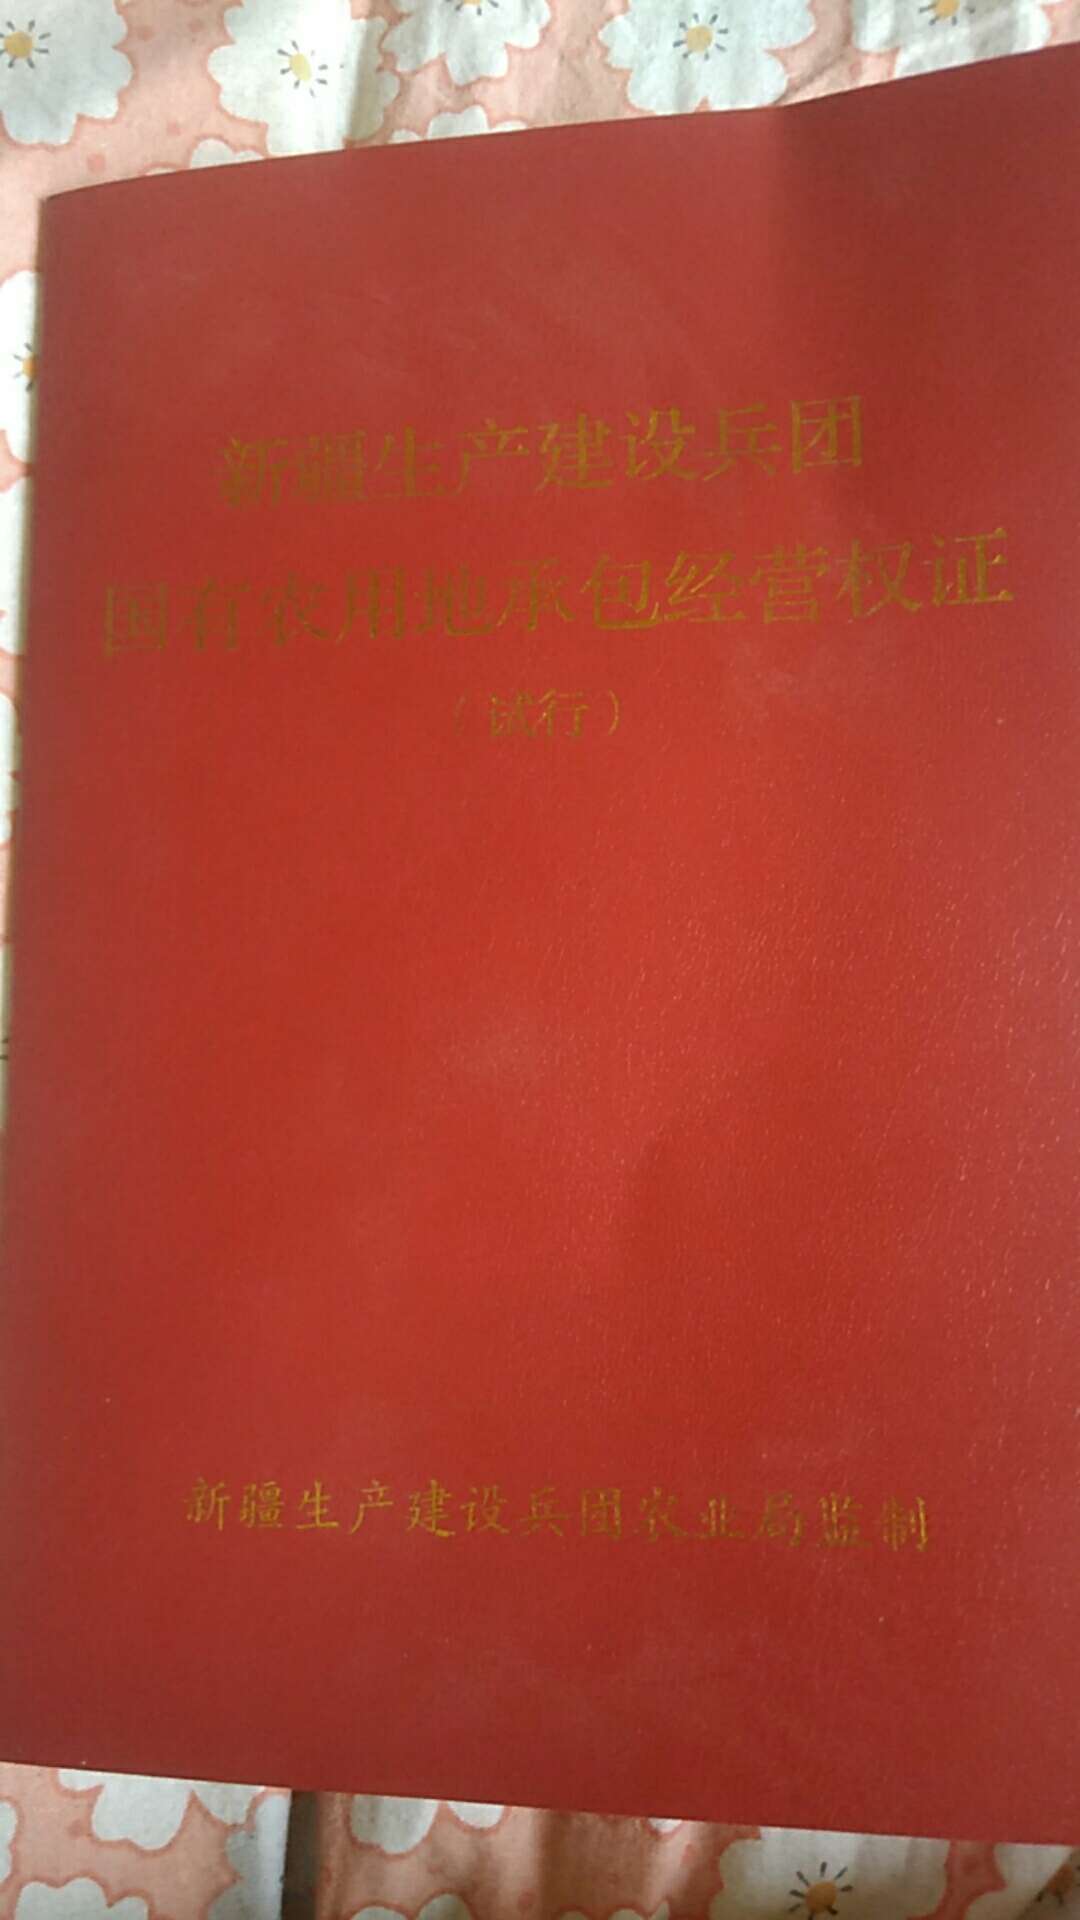 新疆生产建设兵团
国有农用地承包经营权证
（试行）
新疆生产建设兵团农业局监制